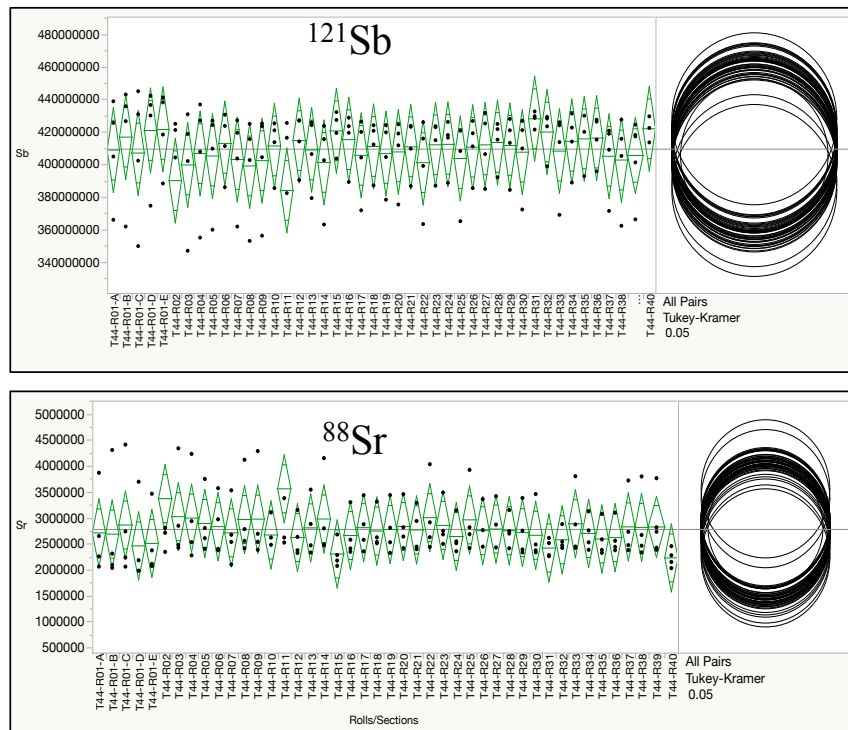 121Sb
480000000
460000000
440000000
420000000
400000000
380000000
360000000
340000000
Sb
T44-R01-A
T44-R01-B
T44-R01-C
T44-R01-D
T44-R01-E
T44-R02
T44-R03
T44-R04
T44-R05
T44-R06
T44-R07
T44-R08
T44-R09
T44-R10
T44-R11
T44-R12
T44-R13
T44-R14
T44-R15
T44-R16
T44-R17
T44-R18
T44-R19
T44-R20
T44-R21
T44-R22
T44-R23
T44-R24
T44-R25
T44-R26
T44-R27
T44-R28
T44-R29
T44-R30
T44-R31
T44-R32
T44-R33
T44-R34
T44-R35
T44-R36
T44-R37
T44-R38
...
T44-R40
All Pairs
Tukey-Kramer
0.05
88Sr
5000000
4500000
4000000
3500000
3000000
2500000
2000000
1500000
1000000
500000
Sr
T44-R01-A
T44-R01-B
T44-R01-C
T44-R01-D
T44-R01-E
T44-R02
T44-R03
T44-R04
T44-R05
T44-R06
T44-R07
T44-R08
T44-R09
T44-R10
T44-R11
T44-R12
T44-R13
T44-R14
T44-R15
T44-R16
T44-R17
T44-R18
T44-R19
T44-R20
T44-R21
T44-R22
T44-R23
T44-R24
T44-R25
T44-R26
T44-R27
T44-R28
T44-R29
T44-R30
T44-R31
T44-R32
T44-R33
T44-R34
T44-R35
T44-R36
T44-R37
T44-R38
T44-R39
T44-R40
Rolls/Sections
All Pairs
Tukey-Kramer
0.05